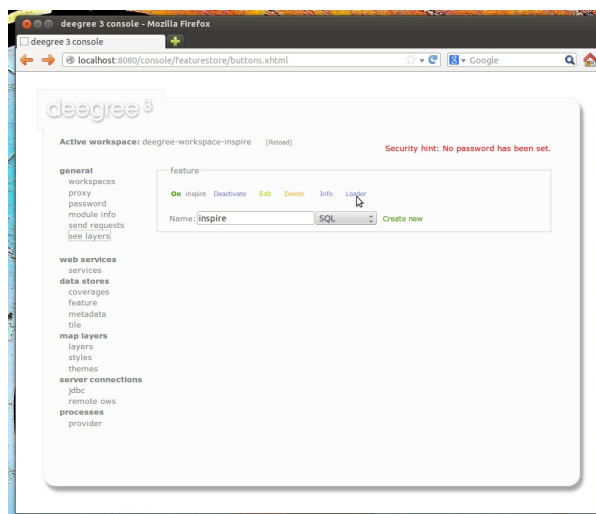 deegree 3 console - Mozilla Firefox
deegree 3 console
localhost:8080/console/featurestore/buttons.xhtml
Google
deegree 3
Active workspace: deegree-workspace-inspire [Reload]
Security hint: No password has been set.
general
workspaces
proxy
password
module info
send requests
see layers
web services
services
data stores
coverages
feature
metadata
tile
map layers
layers
styles
themes
server connections
jdbc
remote ows
processes
provider
feature
On inspire Deactivate Edit Delete Info Loader
Name: inspire SQL Create new